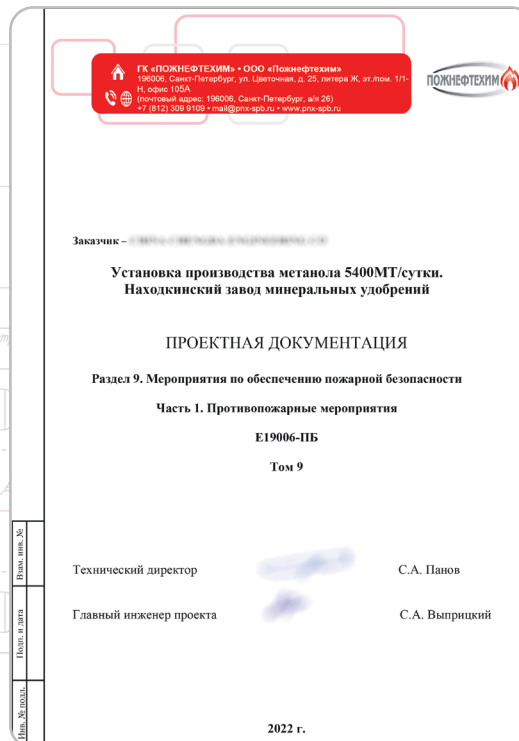 ГК «ПОЖНЕФТЕХИМ» • ООО «Пожнефтехим»
196006, Санкт-Петербург, ул. Цветочная, д. 25, литера Ж, эт./пом. 1/1-
Н, офис 105А
(почтовый адрес: 196006, Санкт-Петербург, а/я 26)
+7 (812) 309 9109 • mail@pnx-spb.ru • www.pnx-spb.ru
ПОЖНЕФТЕХИМ
Заказчик –
Установка производства метанола 5400МТ/сутки.
Находкинский завод минеральных удобрений
ПРОЕКТНАЯ ДОКУМЕНТАЦИЯ
Раздел 9. Мероприятия по обеспечению пожарной безопасности
Часть 1. Противопожарные мероприятия
Е19006-ПБ
Том 9
Технический директор С.А. Панов
Главный инженер проекта С.А. Выприцкий
Взам. инв. №
Подп. и дата
Инв. № подл.
2022 г.